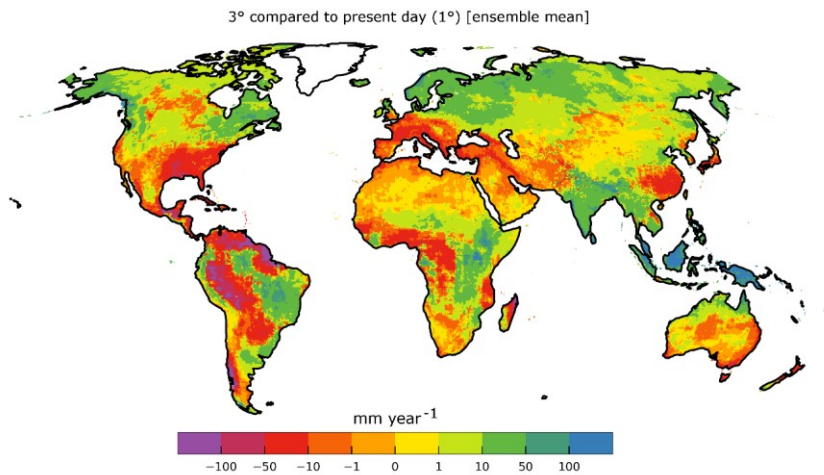 3° compared to present day (1°) [ensemble mean]
mm year⁻¹
−100 −50 −10 −1 0 1 10 50 100